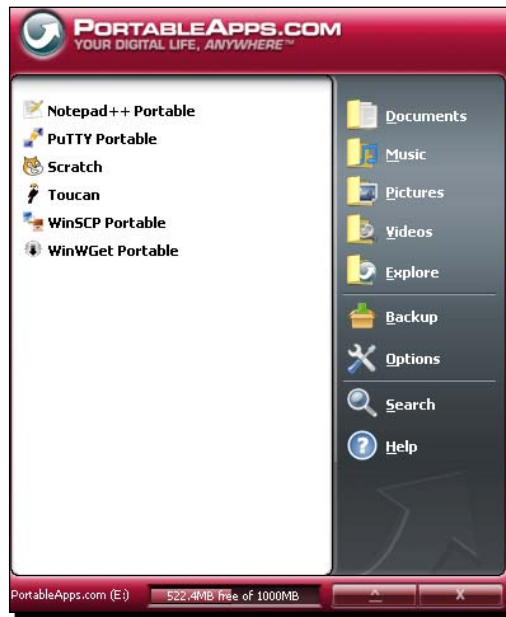 PORTABLEAPPS.COM
YOUR DIGITAL LIFE, ANYWHERE™
Notepad++ Portable
PuTTY Portable
Scratch
Toucan
WinSCP Portable
WinWGet Portable
Documents
Music
Pictures
Videos
Explore
Backup
Options
Search
? Help
PortableApps.com (E:)
522.4MB free of 1000MB
^
X